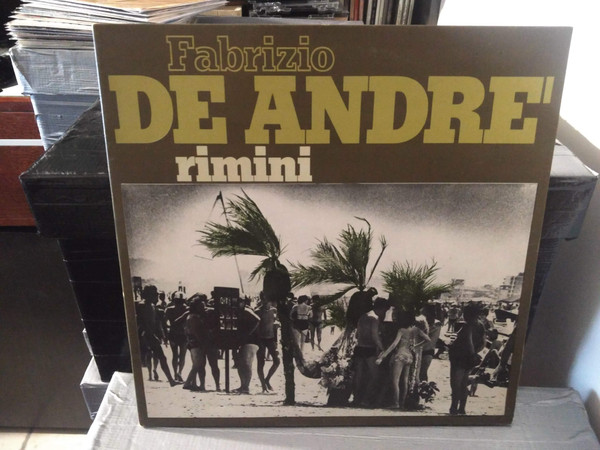 Fabrizio
DE ANDRE'
rimini